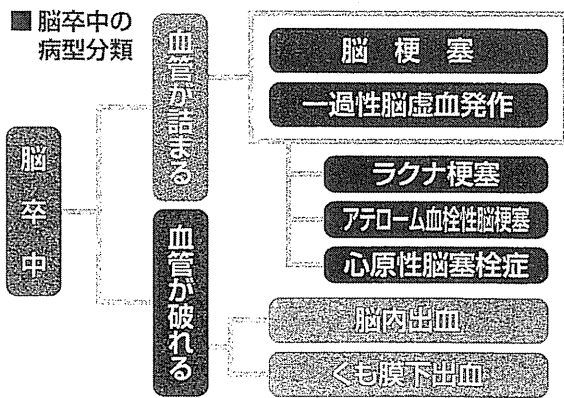 ■脳卒中の
病型分類
脳卒中
血管が詰まる
脳梗塞
一過性脳虚血発作
ラクナ梗塞
アテローム血栓性脳梗塞
心原性脳塞栓症
血管が破れる
脳内出血
くも膜下出血